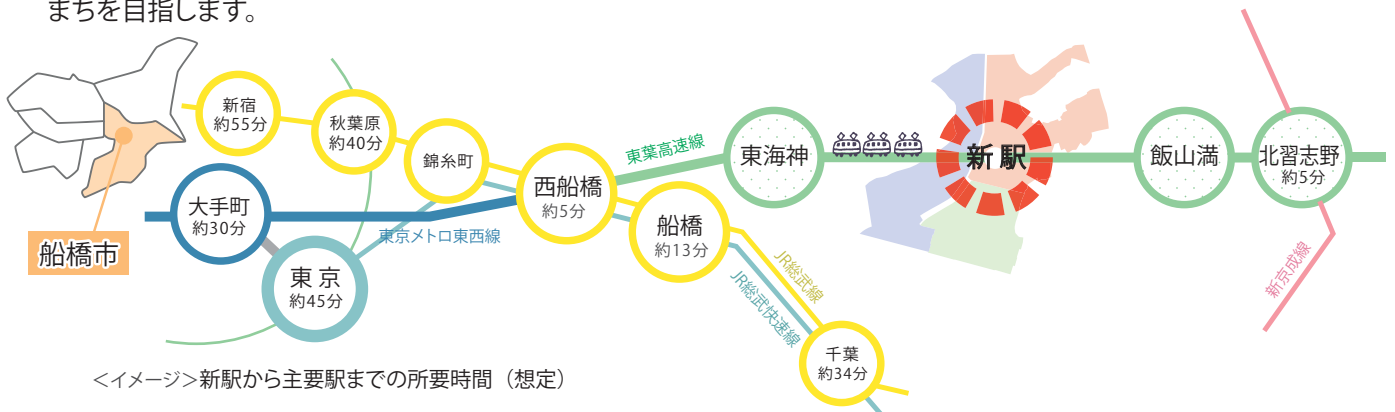 まちを目指します。
新宿
約55分
秋葉原
約40分
錦糸町
西船橋
約5分
東葉高速線
東海神
新駅
飯山満
北習志野
約5分
大手町
約30分
東京メトロ東西線
船橋
約13分
船橋市
東京
約45分
JR総武線
JR総武快速線
新京成線
千葉
約34分
<イメージ>新駅から主要駅までの所要時間（想定）